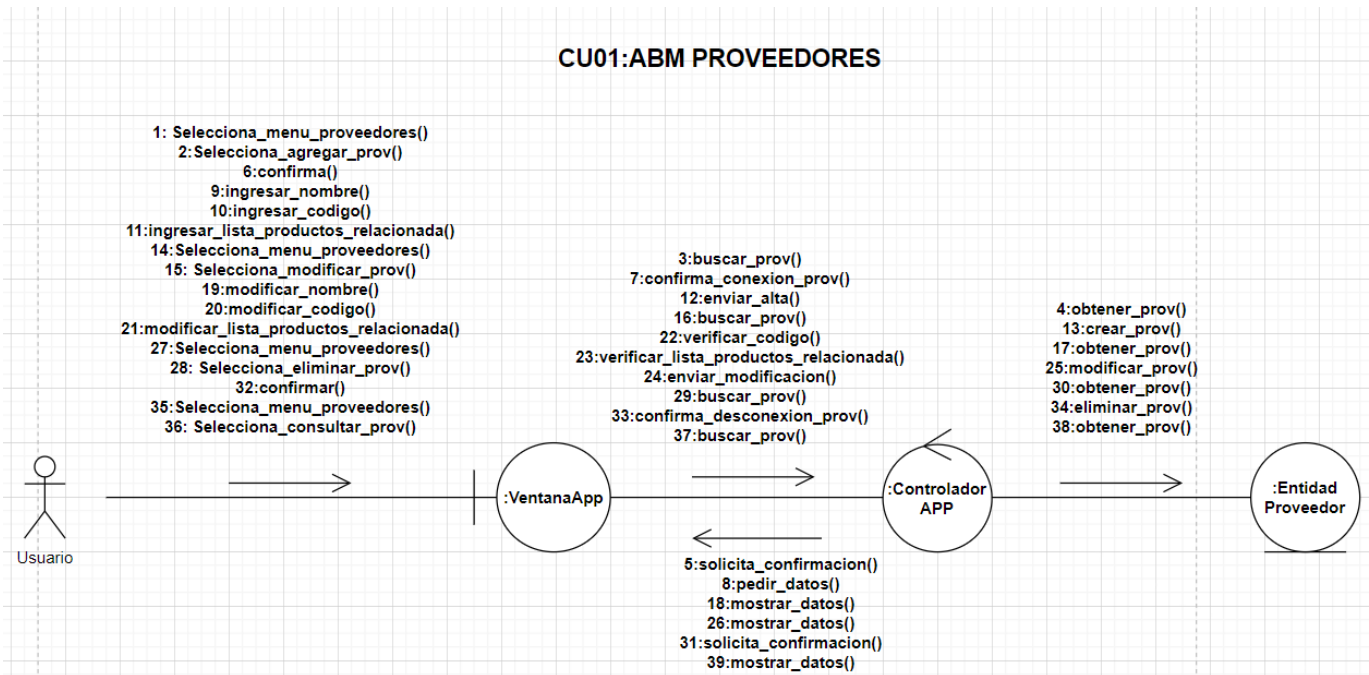 CU01:ABM PROVEEDORES
1: Selecciona_menu_proveedores()
2:Selecciona_agregar_prov()
6:confirma()
9:ingresar_nombre()
10:ingresar_codigo()
11:ingresar_lista_productos_relacionada()
14:Selecciona_menu_proveedores()
15: Selecciona_modificar_prov()
19:modificar_nombre()
20:modificar_codigo()
21:modificar_lista_productos_relacionada()
27:Selecciona_menu_proveedores()
28: Selecciona_eliminar_prov()
32:confirmar()
35:Selecciona_menu_proveedores()
36: Selecciona_consultar_prov()
3:buscar_prov()
7:confirma_conexion_prov()
12:enviar_alta()
16:buscar_prov()
22:verificar_codigo()
23:verificar_lista_productos_relacionada()
24:enviar_modificacion()
29:buscar_prov()
33:confirma_desconexion_prov()
37:buscar_prov()
4:obtener_prov()
13:crear_prov()
17:obtener_prov()
25:modificar_prov()
30:obtener_prov()
34:eliminar_prov()
38:obtener_prov()
Usuario
:VentanaApp
:Controlador
APP
:Entidad
Proveedor
5:solicita_confirmacion()
8:pedir_datos()
18:mostrar_datos()
26:mostrar_datos()
31:solicita_confirmacion()
39:mostrar_datos()